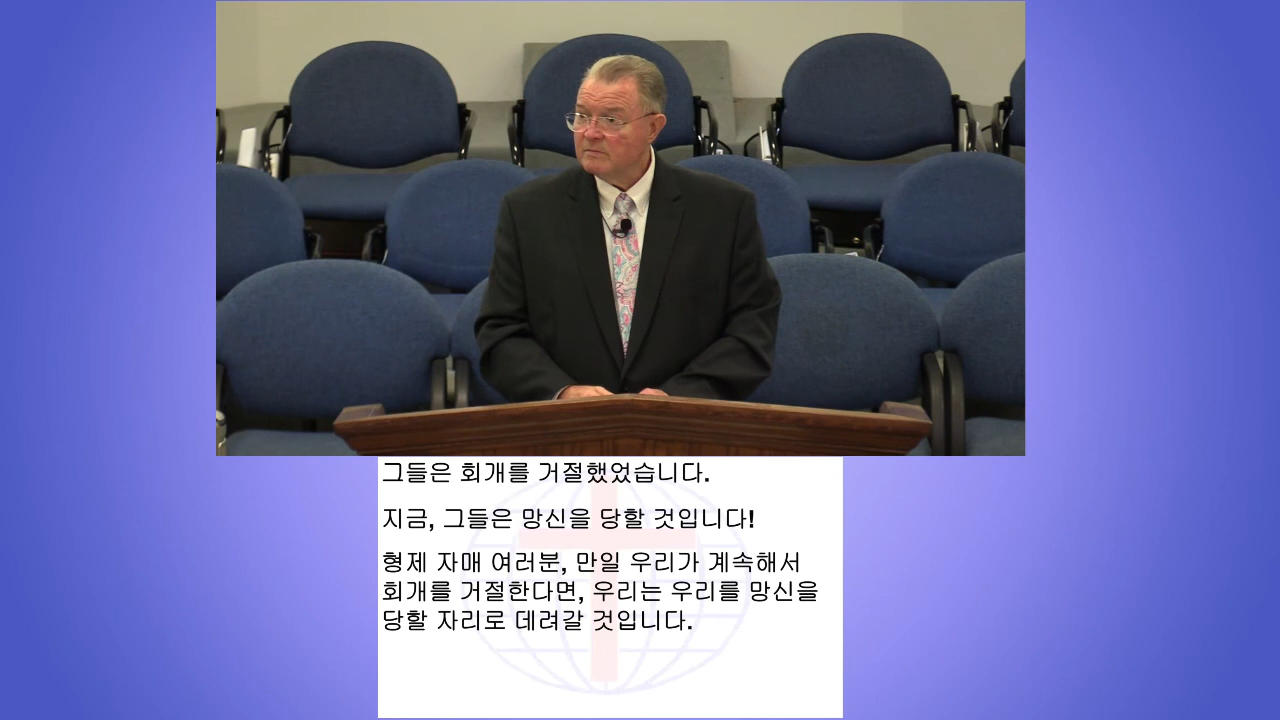 그들은 회개를 거절했었습니다.
지금, 그들은 망신을 당할 것입니다!
형제 자매 여러분, 만일 우리가 계속해서
회개를 거절한다면, 우리는 우리를 망신을
당할 자리로 데려갈 것입니다.